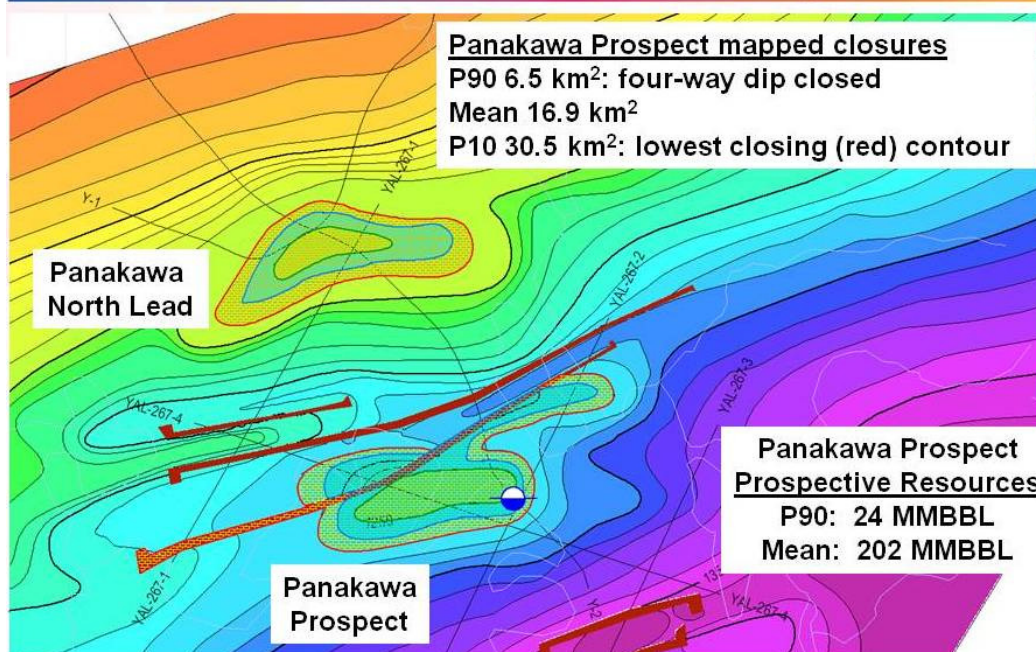 Panakawa Prospect mapped closures
P90 6.5 km²: four-way dip closed
Mean 16.9 km²
P10 30.5 km²: lowest closing (red) contour
YAL-267-1
Y-1
Panakawa
North Lead
YAL-267-2
YAL-267-3
YAL-267-4
Panakawa Prospect
Prospective Resources
P90: 24 MMBBL
Mean: 202 MMBBL
YAL-267-1
Panakawa
Prospect
Y-2
YAL-267-4